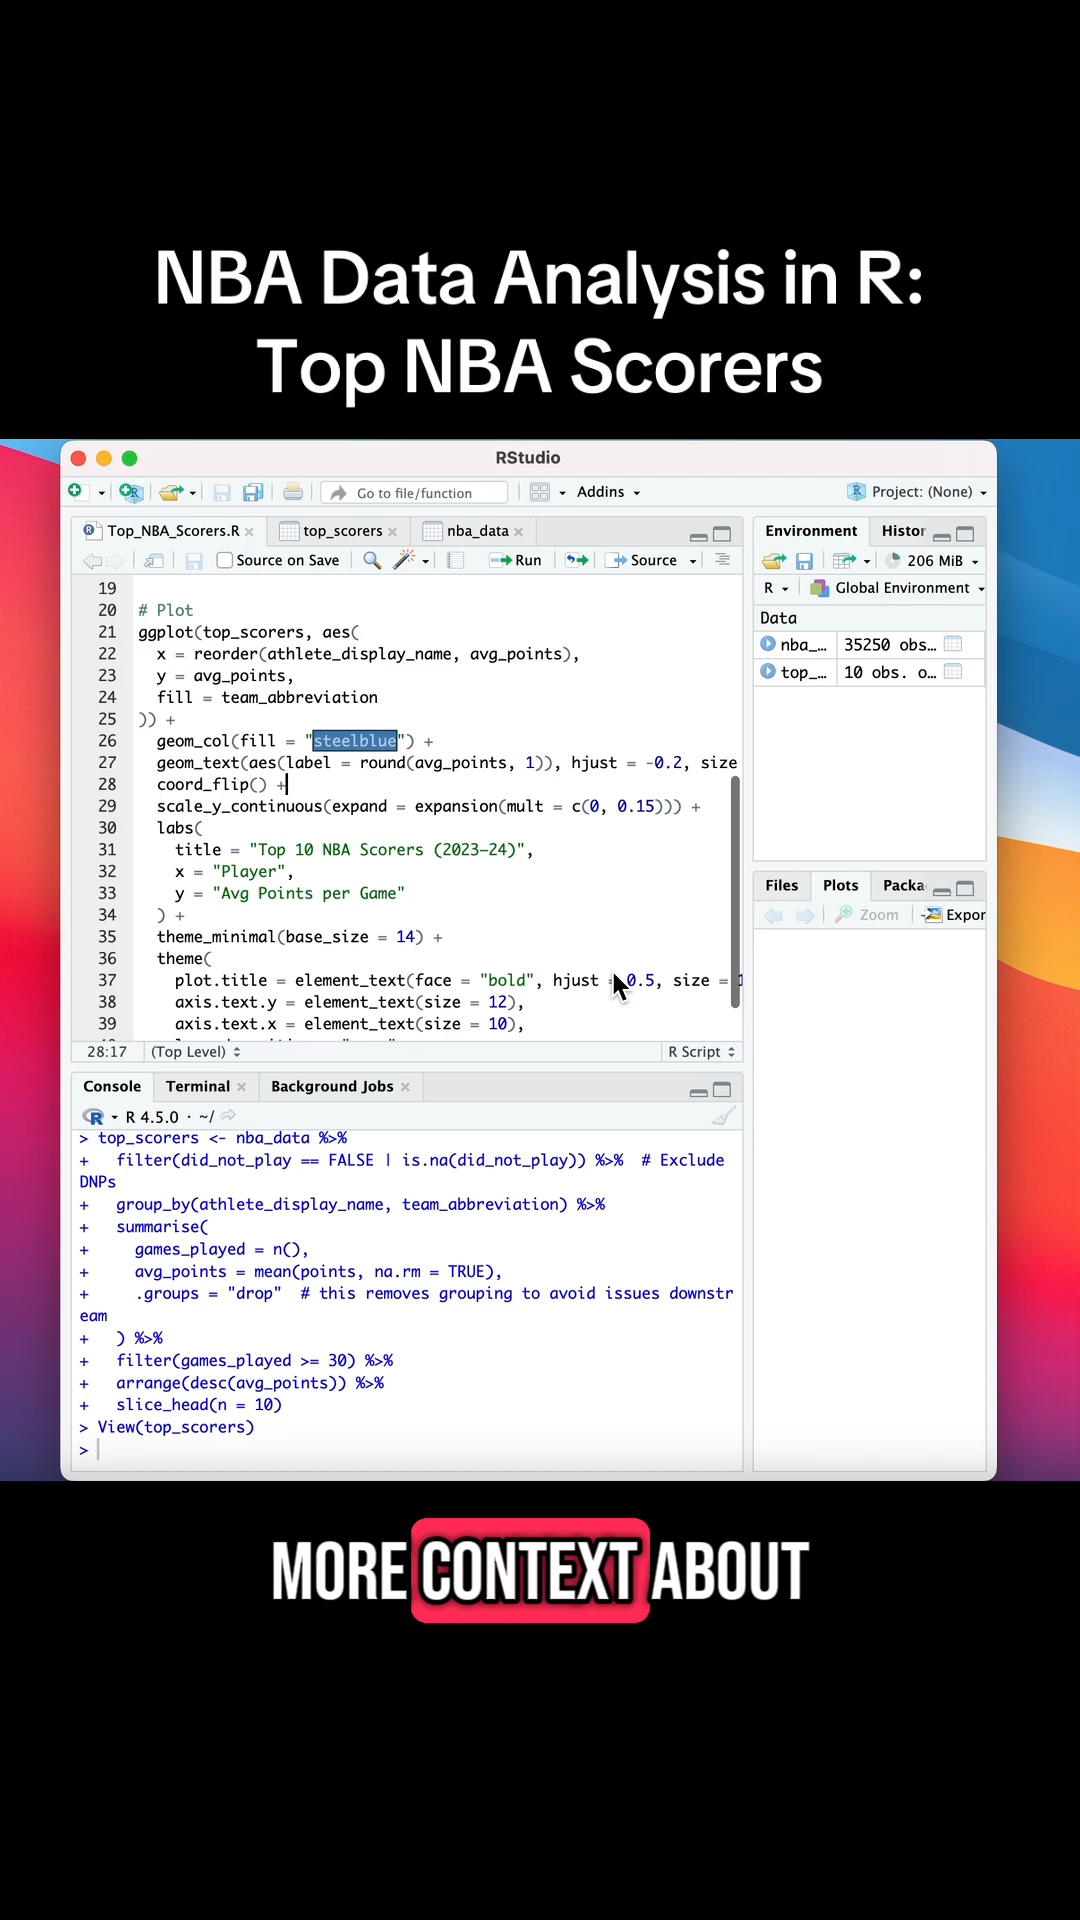 NBA Data Analysis in R:
Top NBA Scorers
RStudio
Go to file/function
Addins
Project: (None)
Top_NBA_Scorers.R
top_scorers
nba_data
Source on Save
Run
Source
19
20 # Plot
21 ggplot(top_scorers, aes(
22 x = reorder(athlete_display_name, avg_points),
23 y = avg_points,
24 fill = team_abbreviation
25 )) +
26 geom_col(fill = "steelblue") +
27 geom_text(aes(label = round(avg_points, 1)), hjust = -0.2, size
28 coord_flip() +
29 scale_y_continuous(expand = expansion(mult = c(0, 0.15))) +
30 labs(
31 title = "Top 10 NBA Scorers (2023–24)",
32 x = "Player",
33 y = "Avg Points per Game"
34 ) +
35 theme_minimal(base_size = 14) +
36 theme(
37 plot.title = element_text(face = "bold", hjust = 0.5, size = 1
38 axis.text.y = element_text(size = 12),
39 axis.text.x = element_text(size = 10),
28:17 (Top Level) R Script
Environment
Histor
206 MiB
R
Global Environment
Data
nba_… 35250 obs…
top_… 10 obs. o…
Files
Plots
Packa
Zoom
Expor
Console
Terminal
Background Jobs
R 4.5.0 · ~/
> top_scorers <- nba_data %>%
+ filter(did_not_play == FALSE | is.na(did_not_play)) %>% # Exclude
DNPs
+ group_by(athlete_display_name, team_abbreviation) %>%
+ summarise(
+ games_played = n(),
+ avg_points = mean(points, na.rm = TRUE),
+ .groups = "drop" # this removes grouping to avoid issues downstr
eam
+ ) %>%
+ filter(games_played >= 30) %>%
+ arrange(desc(avg_points)) %>%
+ slice_head(n = 10)
> View(top_scorers)
>
MORE CONTEXT ABOUT